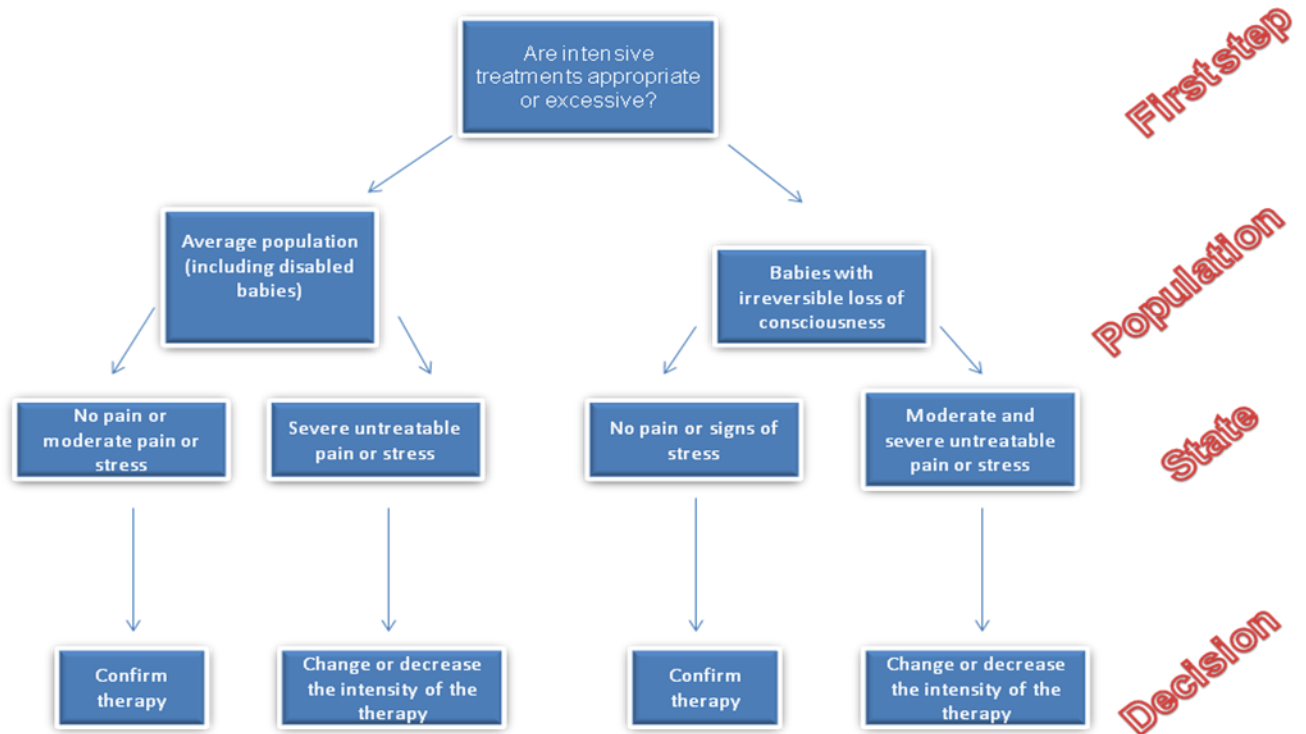 Are intensive
treatments appropriate
or excessive?
First step
Average population
(including disabled
babies)
Babies with
irreversible loss of
consciousness
Population
No pain or
moderate pain or
stress
Severe untreatable
pain or stress
No pain or signs of
stress
Moderate and
severe untreatable
pain or stress
State
Confirm
therapy
Change or decrease
the intensity of the
therapy
Confirm
therapy
Change or decrease
the intensity of the
therapy
Decision